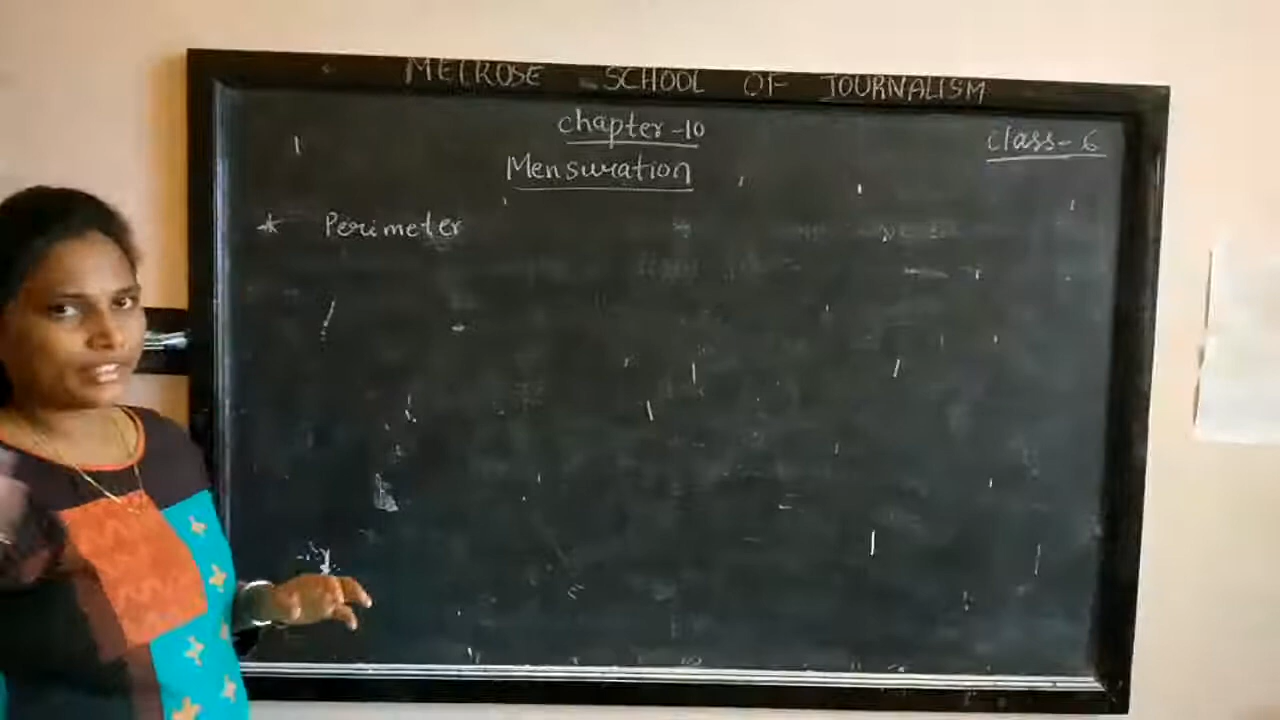 MELROSE - SCHOOL OF JOURNALISM
Chapter - 10
Class - 6
Mensuration
* Perimeter